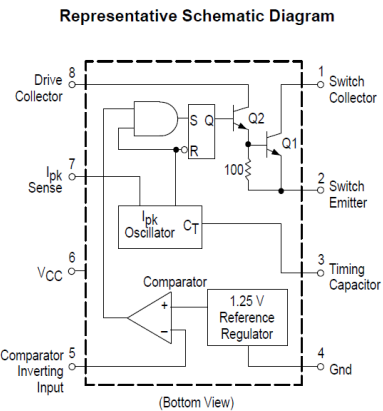 Representative Schematic Diagram
8
Drive
Collector
1
Switch
Collector
S
Q
R
Q2
Q1
100
7
Ipk
Sense
2
Switch
Emitter
Ipk
Oscillator
CT
6
VCC
3
Timing
Capacitor
Comparator
+
−
1.25 V
Reference
Regulator
Comparator
Inverting
Input
5
4
Gnd
(Bottom View)